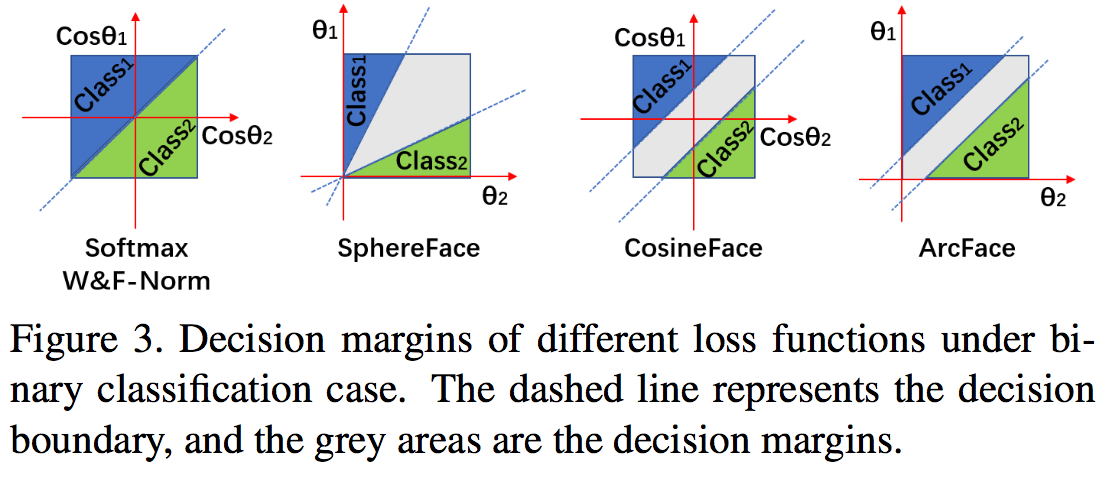 Cosθ1
Class1
Class2
Cosθ2
Softmax
W&F-Norm
θ1
Class1
Class2
θ2
SphereFace
Cosθ1
Class1
Class2
Cosθ2
CosineFace
θ1
Class1
Class2
θ2
ArcFace
Figure 3. Decision margins of different loss functions under bi-
nary classification case. The dashed line represents the decision
boundary, and the grey areas are the decision margins.